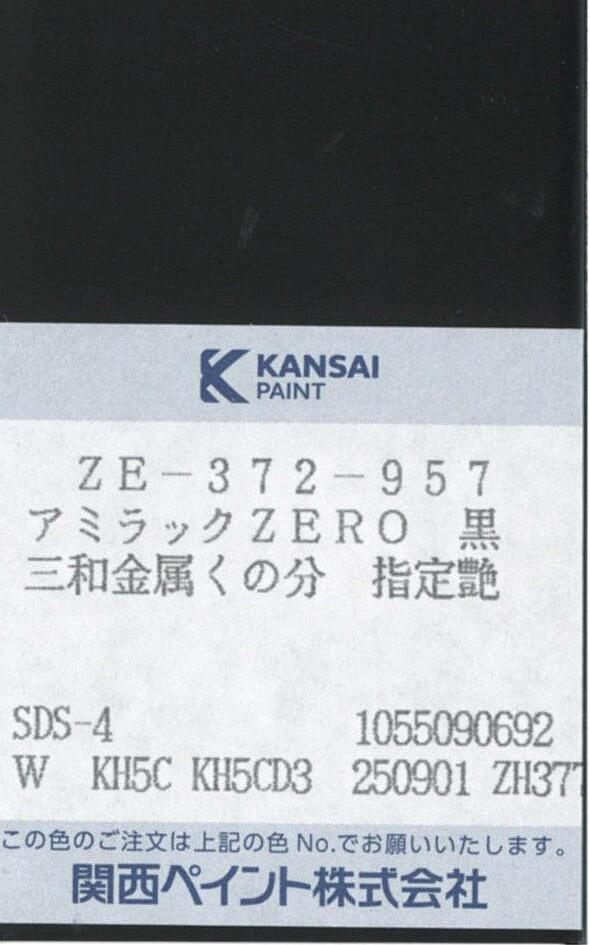 KANSAI
PAINT
ZE-372-957
アミラックZERO 黒
三和金属くの分 指定艶
SDS-4 1055090692
W KH5C KH5CD3 250901 ZH377
この色のご注文は上記の色No.でお願いいたします。
関西ペイント株式会社